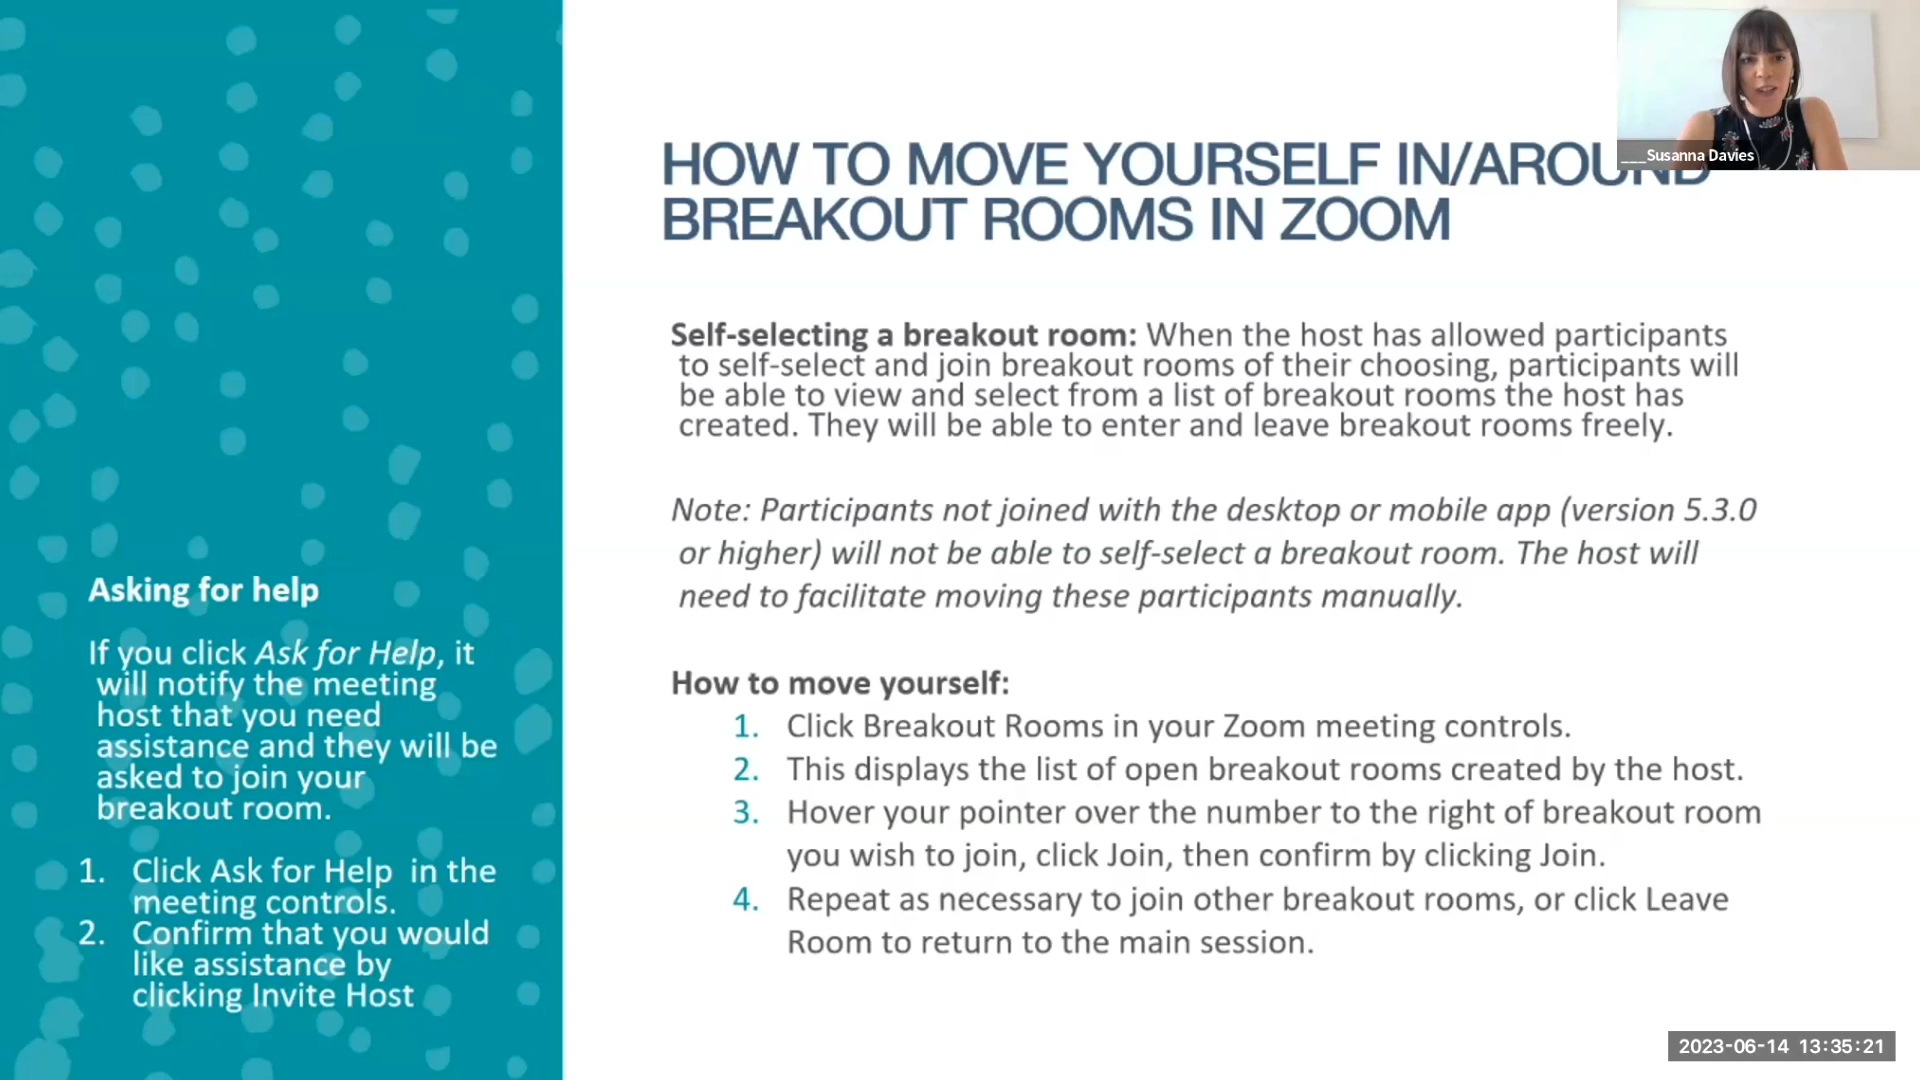 HOW TO MOVE YOURSELF IN/AROUND
BREAKOUT ROOMS IN ZOOM
___Susanna Davies
Self-selecting a breakout room: When the host has allowed participants
to self-select and join breakout rooms of their choosing, participants will
be able to view and select from a list of breakout rooms the host has
created. They will be able to enter and leave breakout rooms freely.
Note: Participants not joined with the desktop or mobile app (version 5.3.0
or higher) will not be able to self-select a breakout room. The host will
need to facilitate moving these participants manually.
How to move yourself:
1. Click Breakout Rooms in your Zoom meeting controls.
2. This displays the list of open breakout rooms created by the host.
3. Hover your pointer over the number to the right of breakout room
you wish to join, click Join, then confirm by clicking Join.
4. Repeat as necessary to join other breakout rooms, or click Leave
Room to return to the main session.
Asking for help
If you click Ask for Help, it
will notify the meeting
host that you need
assistance and they will be
asked to join your
breakout room.
1. Click Ask for Help in the
meeting controls.
2. Confirm that you would
like assistance by
clicking Invite Host
2023-06-14 13:35:21